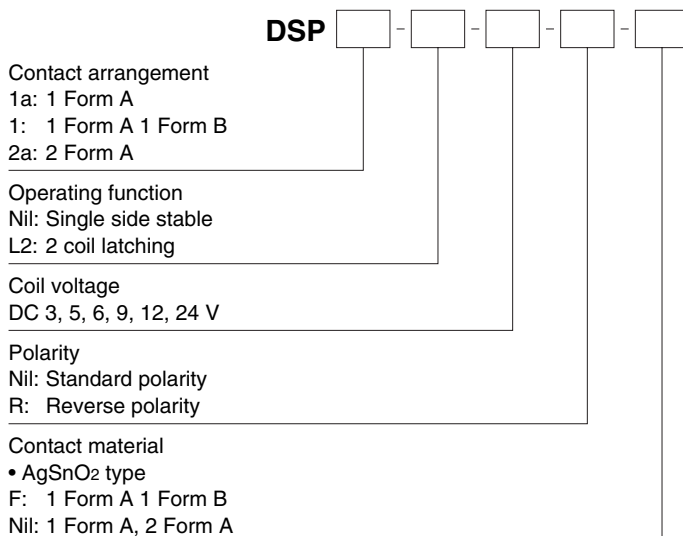 DSP - - - -
Contact arrangement
1a: 1 Form A
1: 1 Form A 1 Form B
2a: 2 Form A
Operating function
Nil: Single side stable
L2: 2 coil latching
Coil voltage
DC 3, 5, 6, 9, 12, 24 V
Polarity
Nil: Standard polarity
R: Reverse polarity
Contact material
• AgSnO2 type
F: 1 Form A 1 Form B
Nil: 1 Form A, 2 Form A